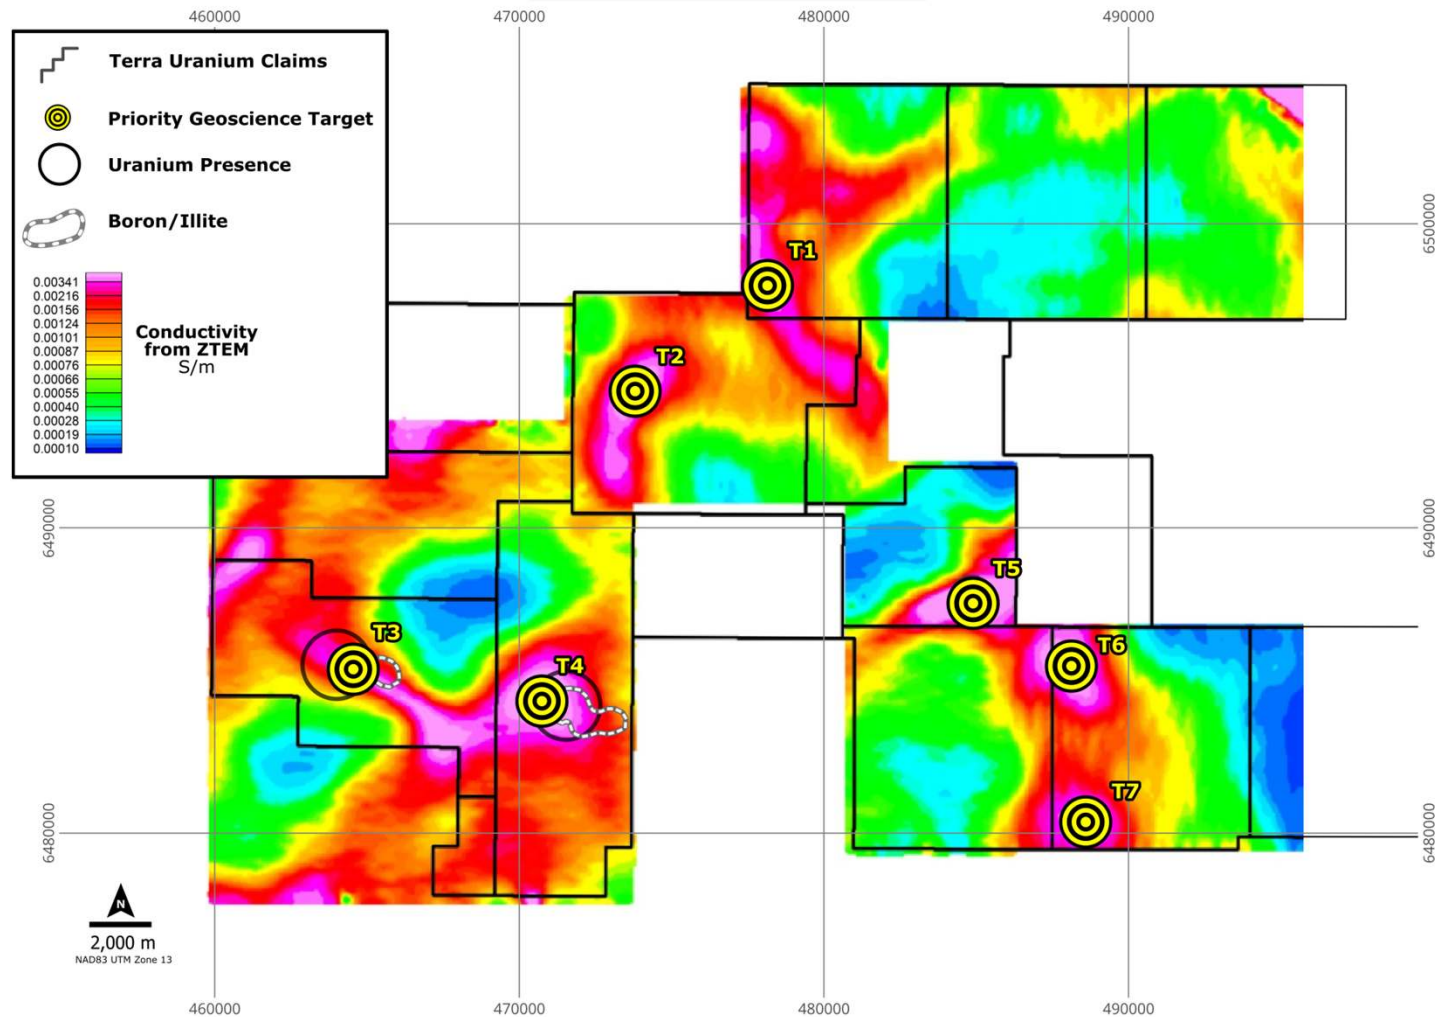 460000
470000
480000
490000
Terra Uranium Claims
Priority Geoscience Target
Uranium Presence
Boron/Illite
0.00341
0.00216
0.00156
0.00124
0.00101
0.00087
0.00076
0.00066
0.00055
0.00040
0.00028
0.00019
0.00010
Conductivity
from ZTEM
S/m
T1
T2
T3
T4
T5
T6
T7
6500000
6490000
6490000
6480000
6480000
N
2,000 m
NAD83 UTM Zone 13
460000
470000
480000
490000